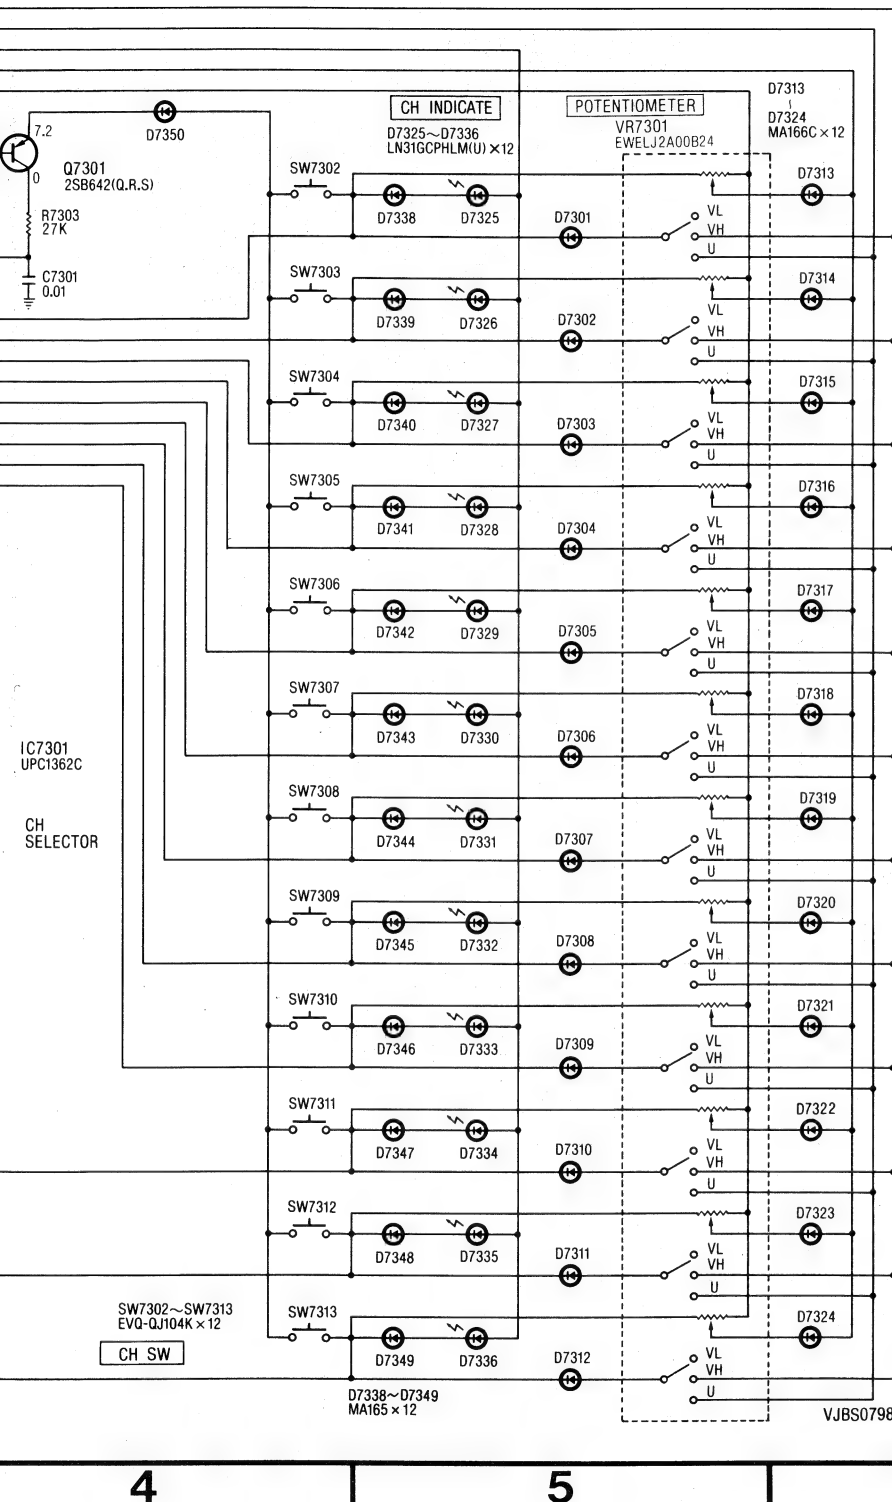 D7313
≀
D7324
MA166C×12
CH INDICATE
POTENTIOMETER
D7325~D7336
LN31GCPHLM(U)×12
VR7301
EWELJ2A00B24
D7350
7.2
Q7301
2SB642(Q.R.S)
0
R7303
27K
C7301
0.01
SW7302
D7338
D7325
D7301
VL
VH
U
D7313
SW7303
D7339
D7326
D7302
VL
VH
U
D7314
SW7304
D7340
D7327
D7303
VL
VH
U
D7315
SW7305
D7341
D7328
D7304
VL
VH
U
D7316
SW7306
D7342
D7329
D7305
VL
VH
U
D7317
SW7307
D7343
D7330
D7306
VL
VH
U
D7318
IC7301
UPC1362C
CH
SELECTOR
SW7308
D7344
D7331
D7307
VL
VH
U
D7319
SW7309
D7345
D7332
D7308
VL
VH
U
D7320
SW7310
D7346
D7333
D7309
VL
VH
U
D7321
SW7311
D7347
D7334
D7310
VL
VH
U
D7322
SW7312
D7348
D7335
D7311
VL
VH
U
D7323
SW7302~SW7313
EVQ-QJ104K×12
CH SW
SW7313
D7349
D7336
D7312
VL
VH
U
D7324
D7338~D7349
MA165×12
VJBS0798
4
5